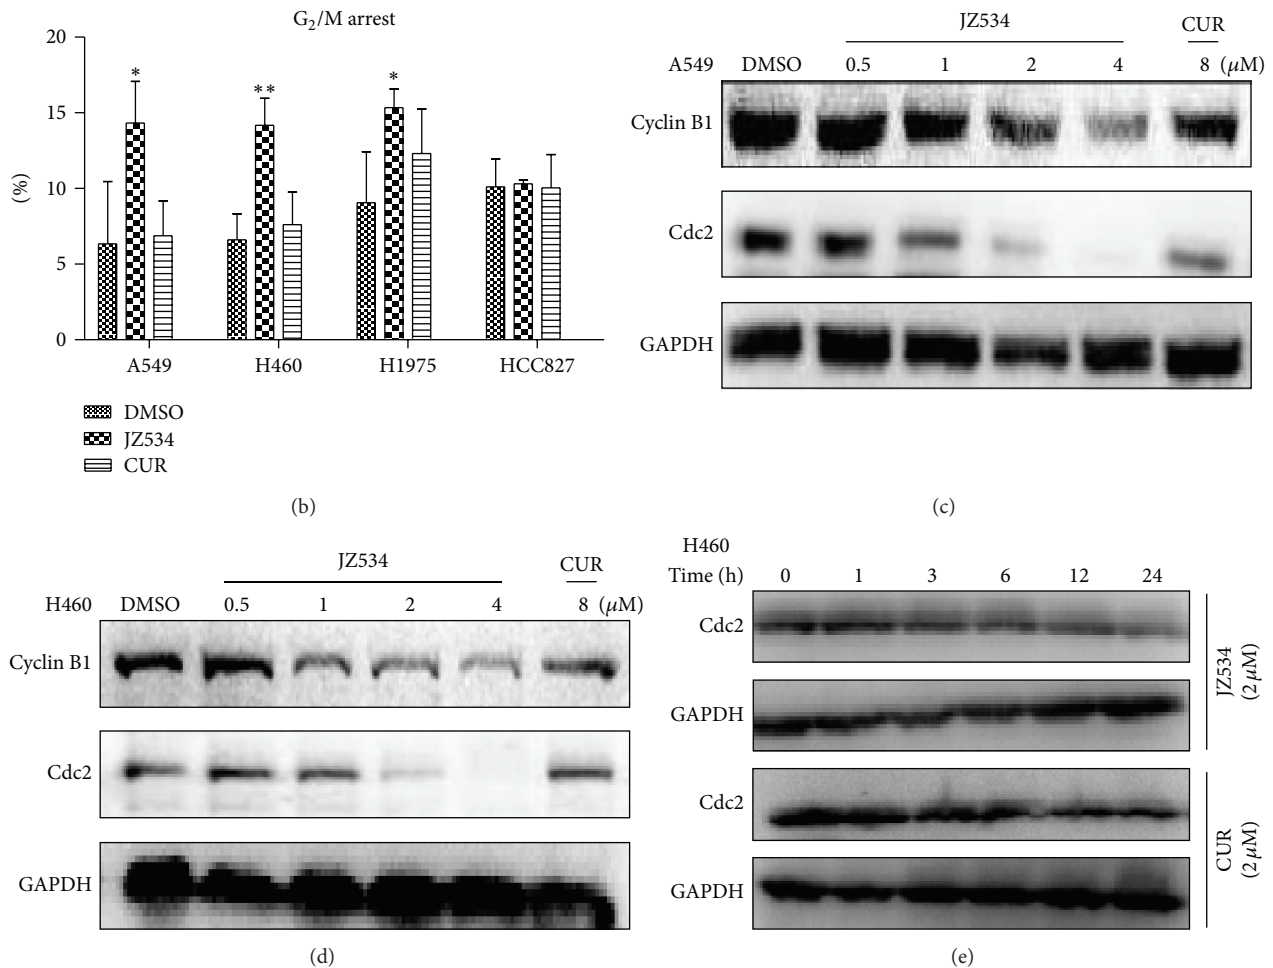 G2/M arrest
20
15
10
5
0
(%)
* ** *
A549 H460 H1975 HCC827
DMSO
JZ534
CUR
(b)
JZ534 CUR
A549 DMSO 0.5 1 2 4 8 (μM)
Cyclin B1
Cdc2
GAPDH
(c)
JZ534 CUR
H460 DMSO 0.5 1 2 4 8 (μM)
Cyclin B1
Cdc2
GAPDH
(d)
H460
Time (h) 0 1 3 6 12 24
Cdc2
GAPDH
JZ534
(2 μM)
Cdc2
GAPDH
CUR
(2 μM)
(e)